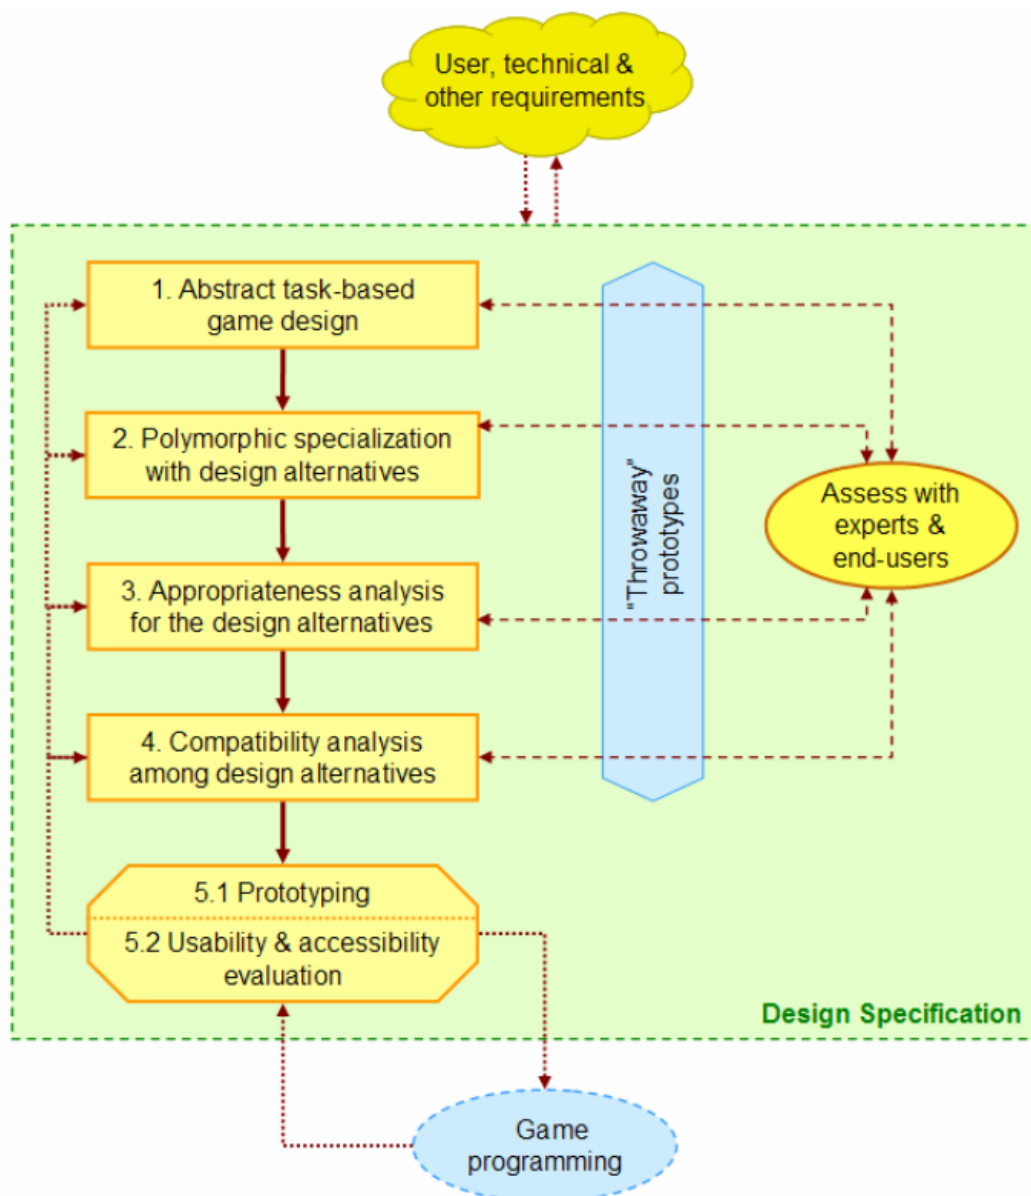 User, technical &
other requirements
1. Abstract task-based
game design
2. Polymorphic specialization
with design alternatives
3. Appropriateness analysis
for the design alternatives
4. Compatibility analysis
among design alternatives
5.1 Prototyping
5.2 Usability & accessibility
evaluation
"Throwaway"
prototypes
Assess with
experts &
end-users
Design Specification
Game
programming